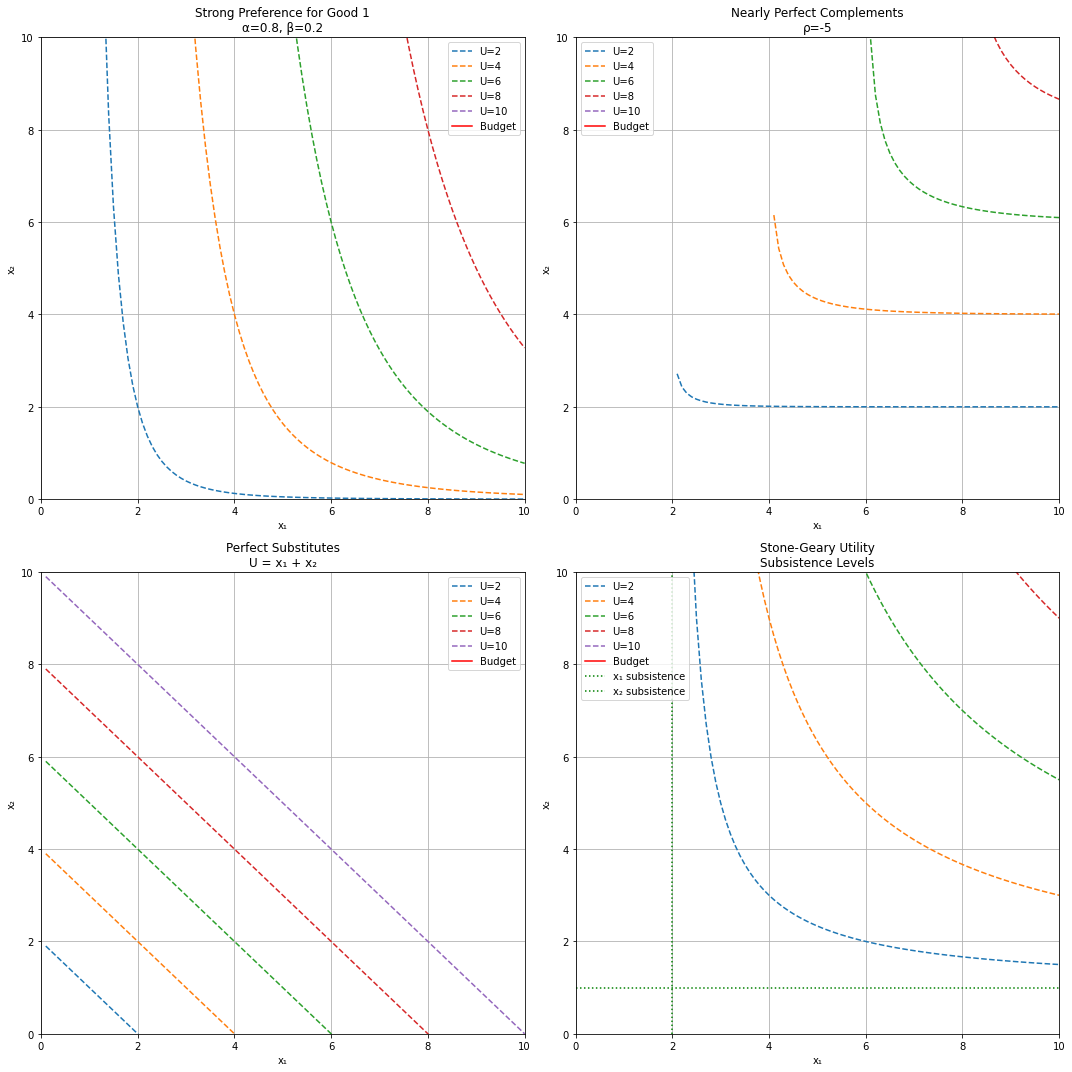 Strong Preference for Good 1
α=0.8, β=0.2
10
8
6
4
2
0
x₂
0 2 4 6 8 10
x₁
U=2
U=4
U=6
U=8
U=10
Budget
Nearly Perfect Complements
ρ=-5
10
8
6
4
2
0
x₂
0 2 4 6 8 10
x₁
U=2
U=4
U=6
U=8
U=10
Budget
Perfect Substitutes
U = x₁ + x₂
10
8
6
4
2
0
x₂
0 2 4 6 8 10
x₁
U=2
U=4
U=6
U=8
U=10
Budget
Stone-Geary Utility
Subsistence Levels
10
8
6
4
2
0
x₂
0 2 4 6 8 10
x₁
U=2
U=4
U=6
U=8
U=10
Budget
x₁ subsistence
x₂ subsistence